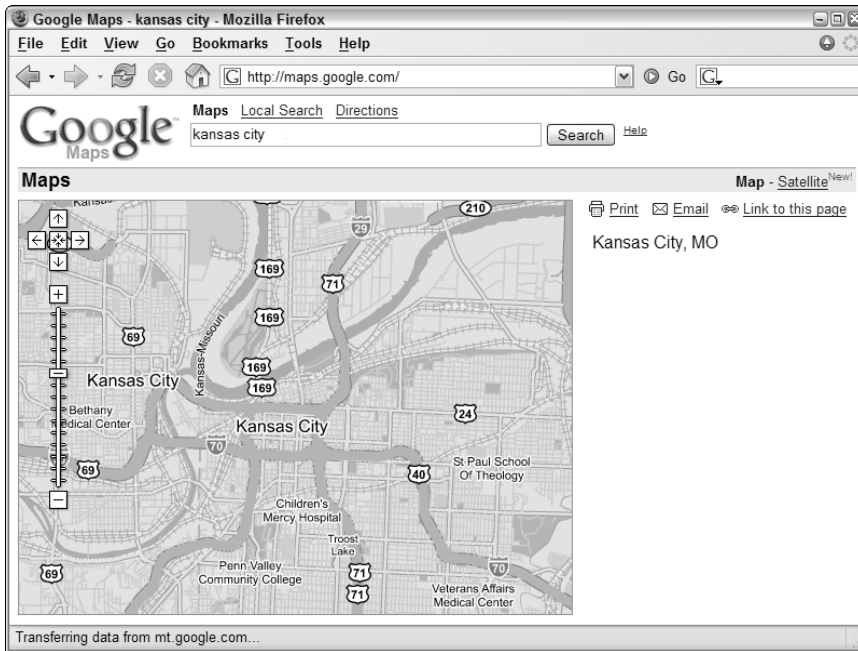 Google Maps - kansas city - Mozilla Firefox
File Edit View Go Bookmarks Tools Help
G http://maps.google.com/ Go G
Google Maps
Maps Local Search Directions
kansas city Search Help
Maps
Map - Satellite New!
Print Email Link to this page
Kansas City, MO
210
29
169
71
169
69
Kansas-Missouri
169
169
Kansas City
Bethany
Medical Center
24
Kansas City
70
69
40
St Paul School
Of Theology
Children's
Mercy Hospital
Troost
Lake
Penn Valley
Community College
69
71
71
70
Veterans Affairs
Medical Center
Transferring data from mt.google.com...